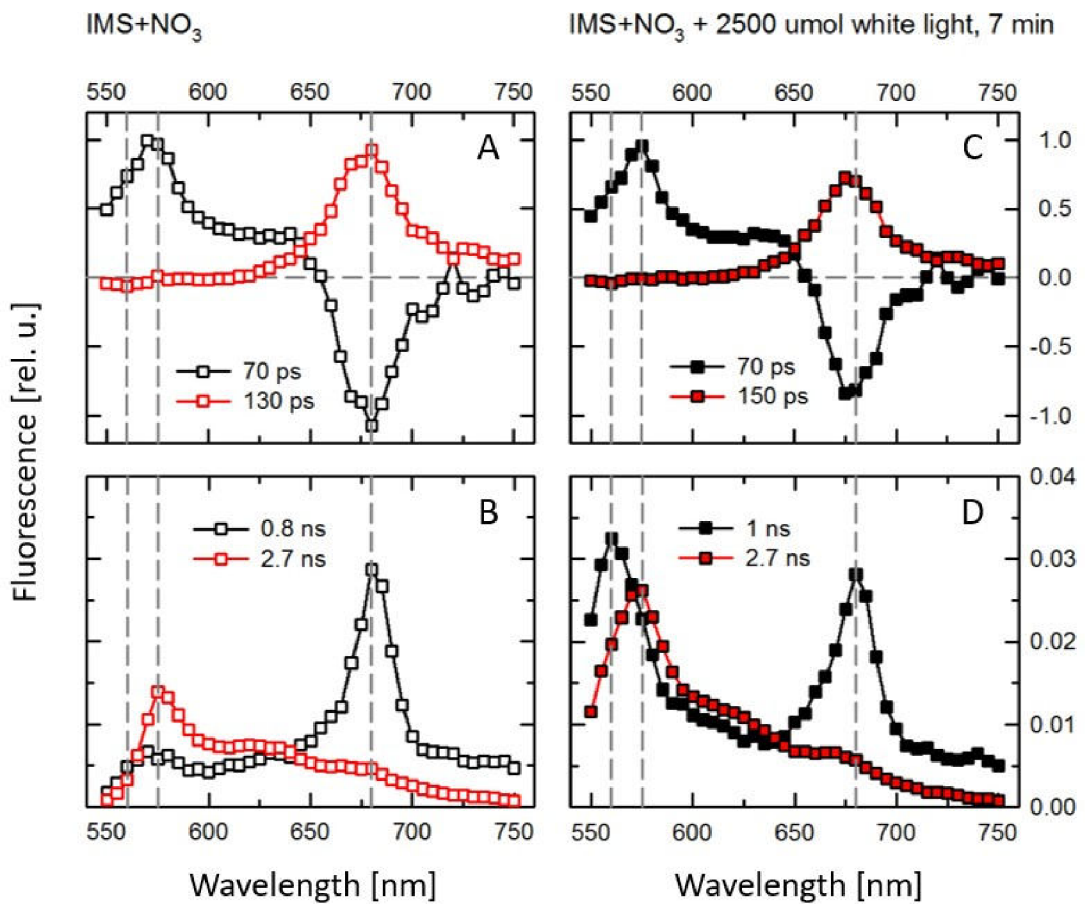 IMS+NO3
IMS+NO3 + 2500 umol white light, 7 min
550 600 650 700 750
550 600 650 700 750
A
C
1.0
0.5
0.0
-0.5
-1.0
70 ps
130 ps
70 ps
150 ps
Fluorescence [rel. u.]
B
D
0.04
0.03
0.02
0.01
0.00
0.8 ns
2.7 ns
1 ns
2.7 ns
550 600 650 700 750
550 600 650 700 750
Wavelength [nm]
Wavelength [nm]